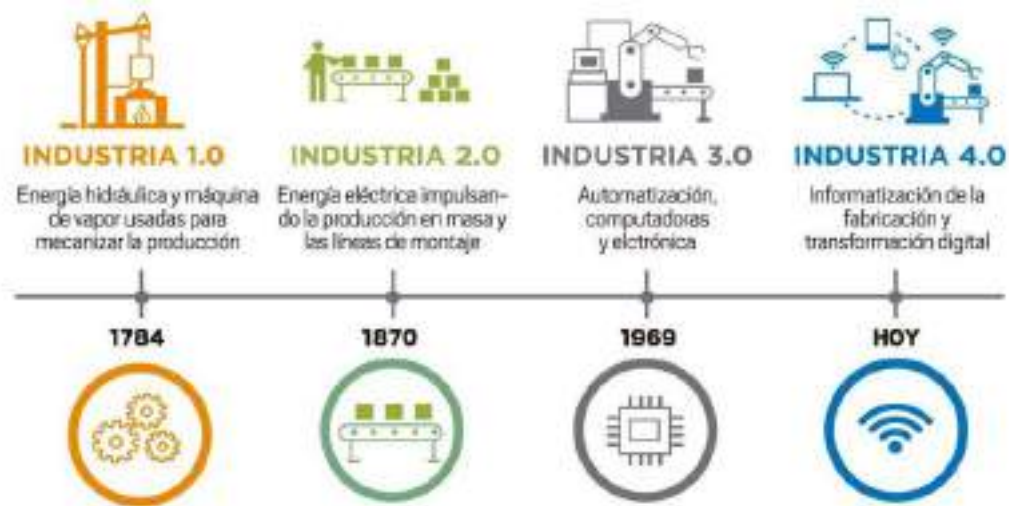 INDUSTRIA 1.0
Energía hidráulica y máquina
de vapor usadas para
mecanizar la producción
1784
INDUSTRIA 2.0
Energía eléctrica impulsan-
do la producción en masa y
las líneas de montaje
1870
INDUSTRIA 3.0
Automatización,
computadoras
y elctrónica
1969
INDUSTRIA 4.0
Informatización de la
fabricación y
transformación digital
HOY